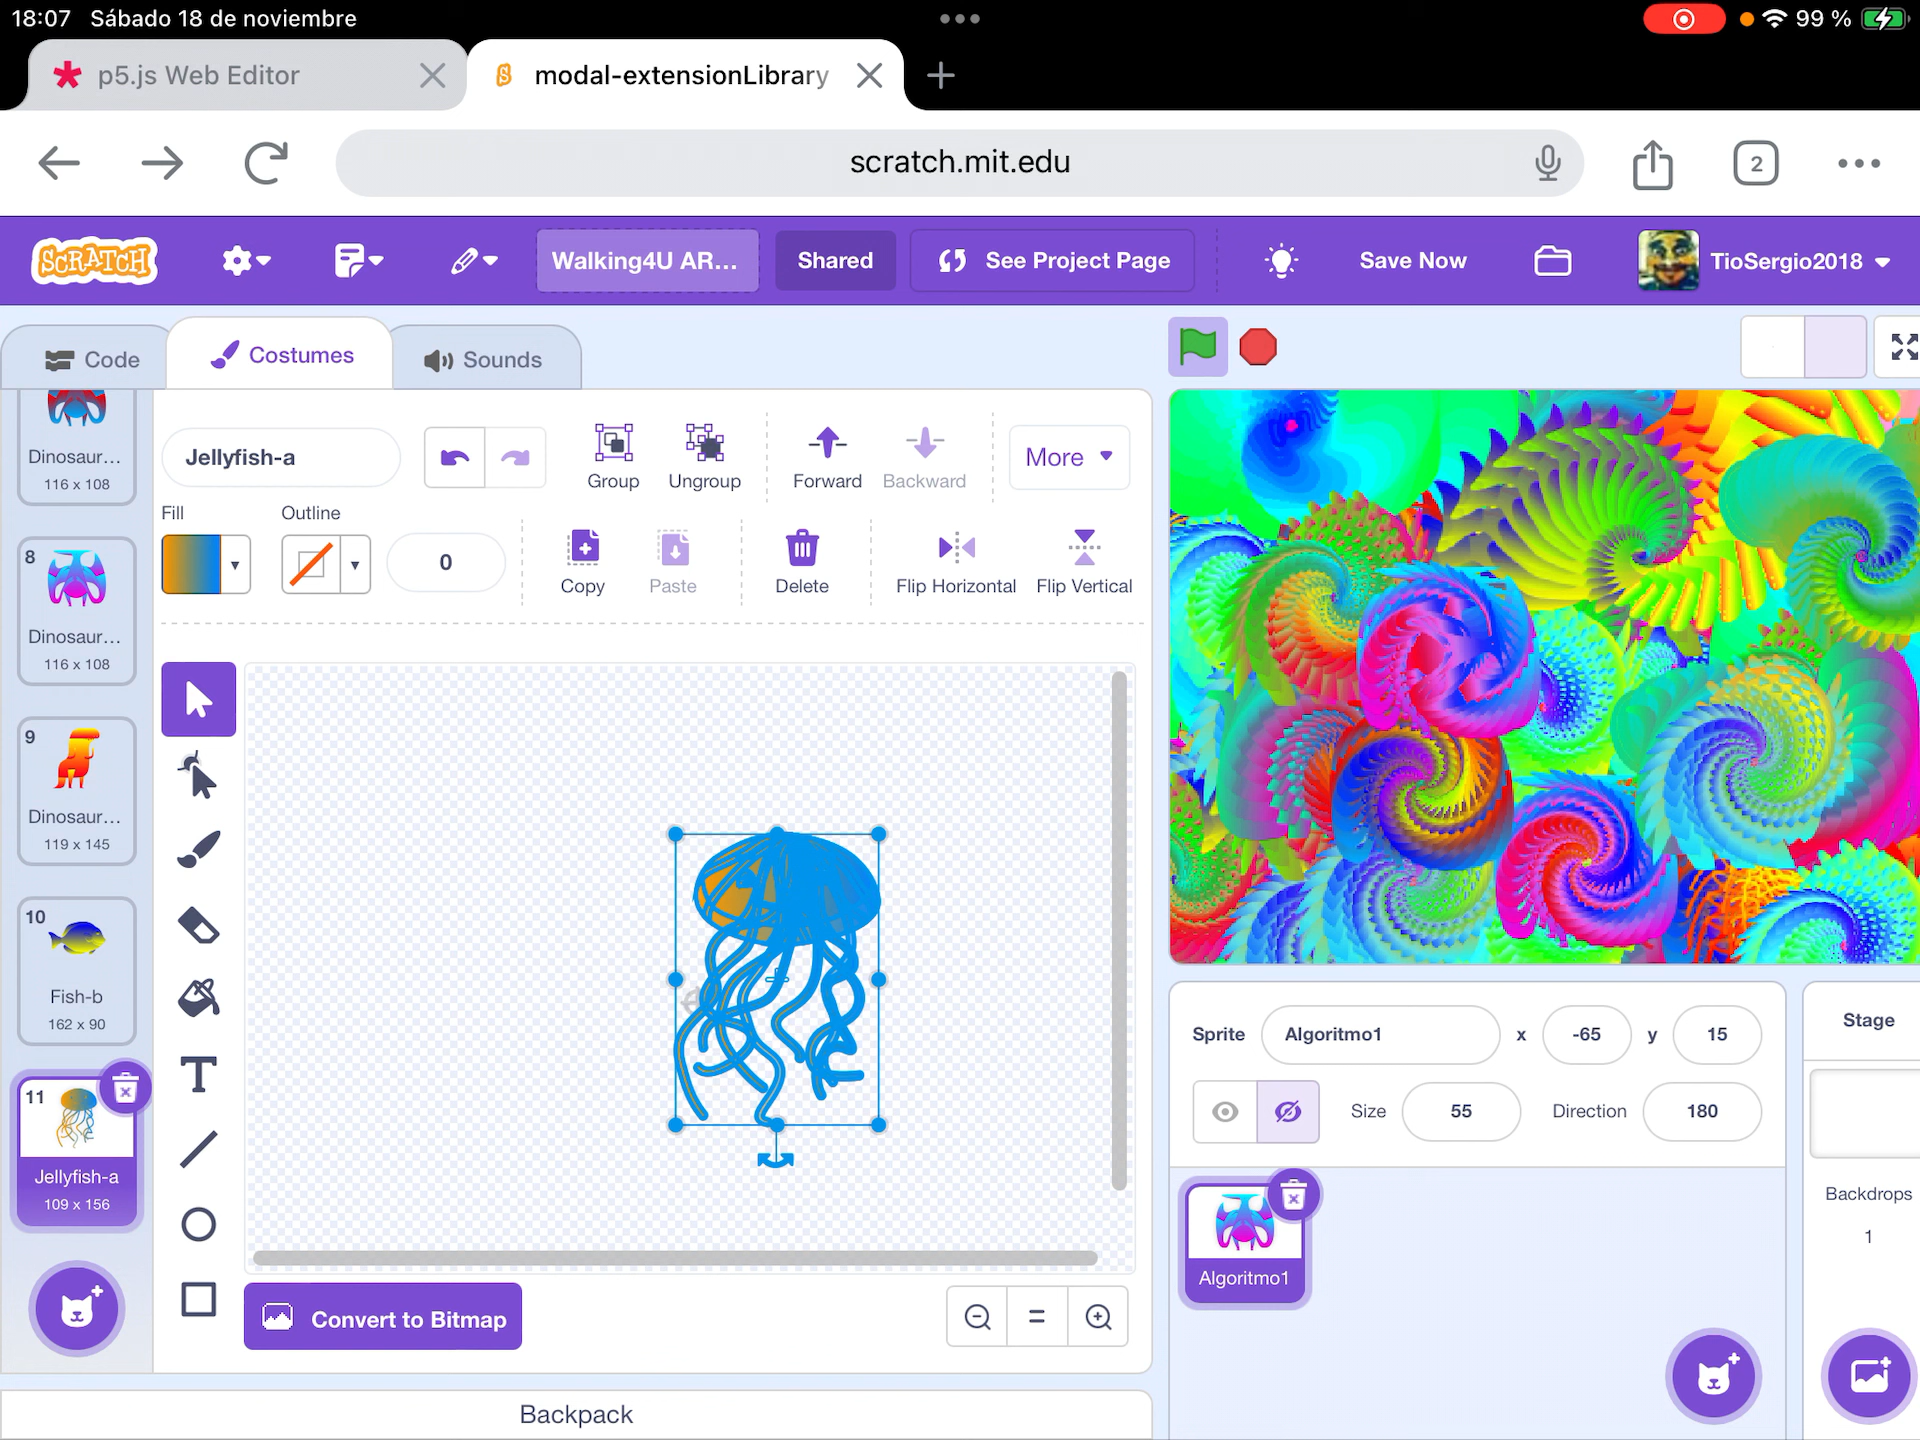 18:07 Sábado 18 de noviembre
99 %
p5.js Web Editor
modal-extensionLibrary
scratch.mit.edu
2
SCRATCH
Walking4U AR...
Shared
See Project Page
Save Now
TioSergio2018
Code
Costumes
Sounds
Dinosaur...
116 x 108
8
Dinosaur...
116 x 108
9
Dinosaur...
119 x 145
10
Fish-b
162 x 90
11
Jellyfish-a
109 x 156
Jellyfish-a
Group
Ungroup
Forward
Backward
More
Fill
Outline
0
Copy
Paste
Delete
Flip Horizontal
Flip Vertical
T
Convert to Bitmap
=
Backpack
Sprite
Algoritmo1
x
-65
y
15
Size
55
Direction
180
Algoritmo1
Stage
Backdrops
1